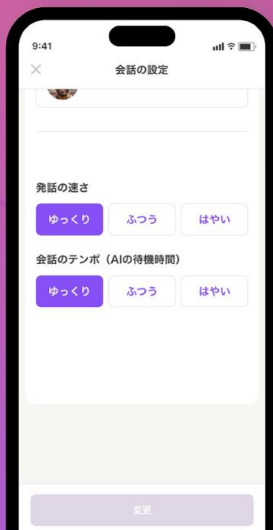 9:41
会話の設定
発話の速さ
ゆっくり ふつう はやい
会話のテンポ（AIの待機時間）
ゆっくり ふつう はやい
変更